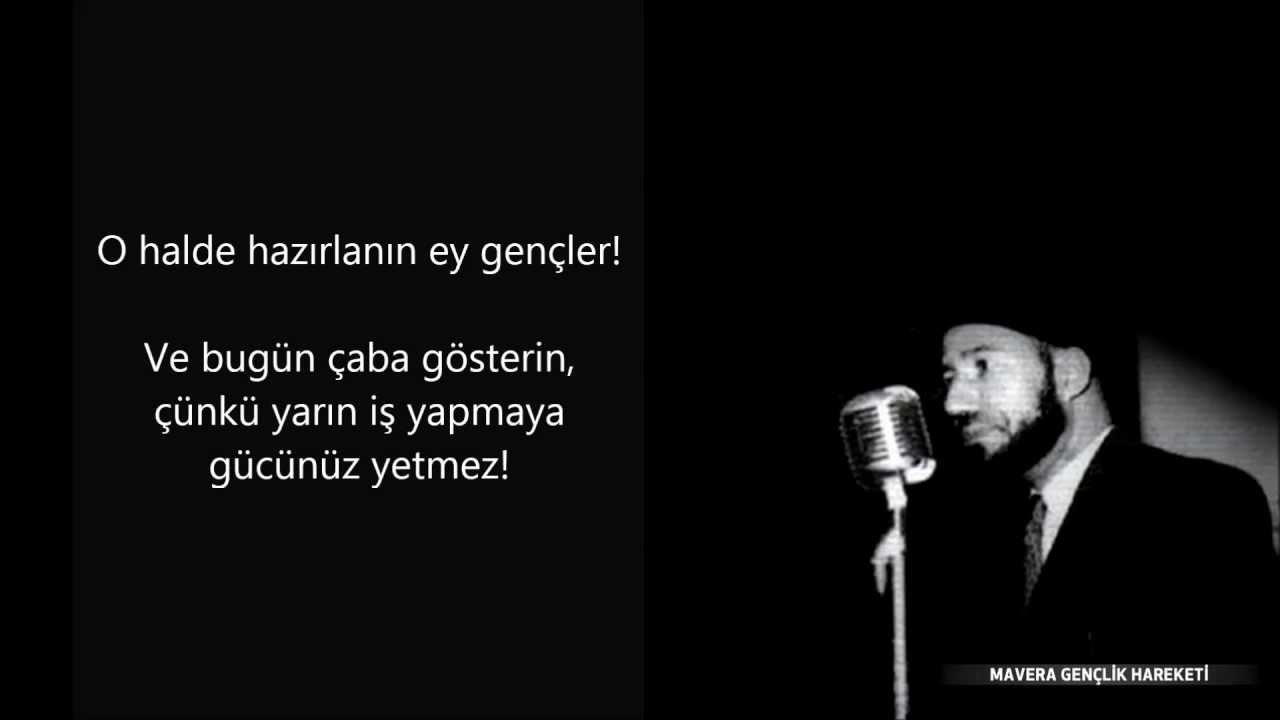 O halde hazırlanın ey gençler!
Ve bugün çaba gösterin,
çünkü yarın iş yapmaya
gücünüz yetmez!
MAVERA GENÇLİK HAREKETİ